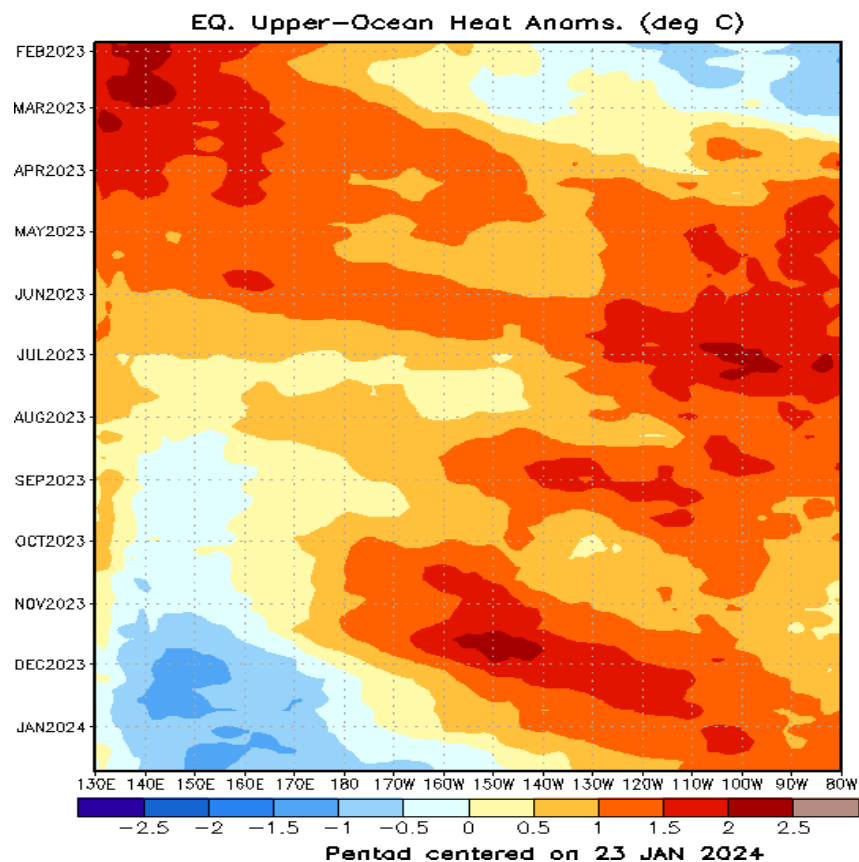 EQ. Upper-Ocean Heat Anoms. (deg C)
FEB2023
MAR2023
APR2023
MAY2023
JUN2023
JUL2023
AUG2023
SEP2023
OCT2023
NOV2023
DEC2023
JAN2024
130E 140E 150E 160E 170E 180 170W 160W 150W 140W 130W 120W 110W 100W 90W 80W
-2.5 -2 -1.5 -1 -0.5 0 0.5 1 1.5 2 2.5
Pentad centered on 23 JAN 2024